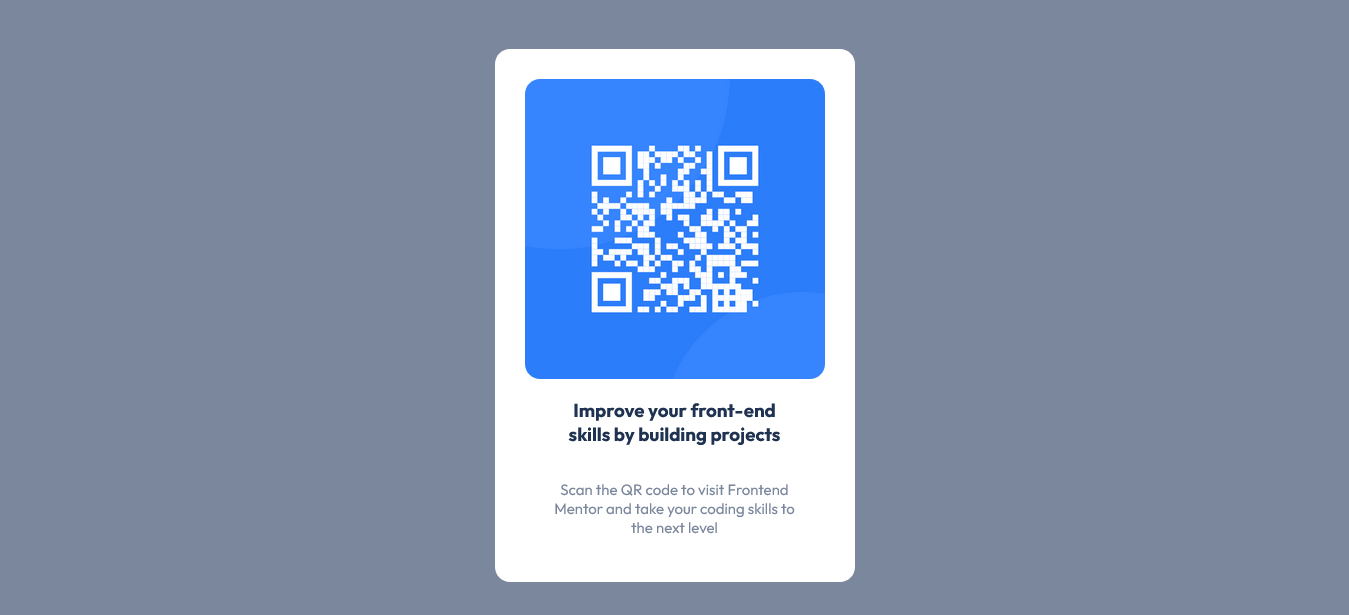 Improve your front-end
skills by building projects
Scan the QR code to visit Frontend
Mentor and take your coding skills to
the next level